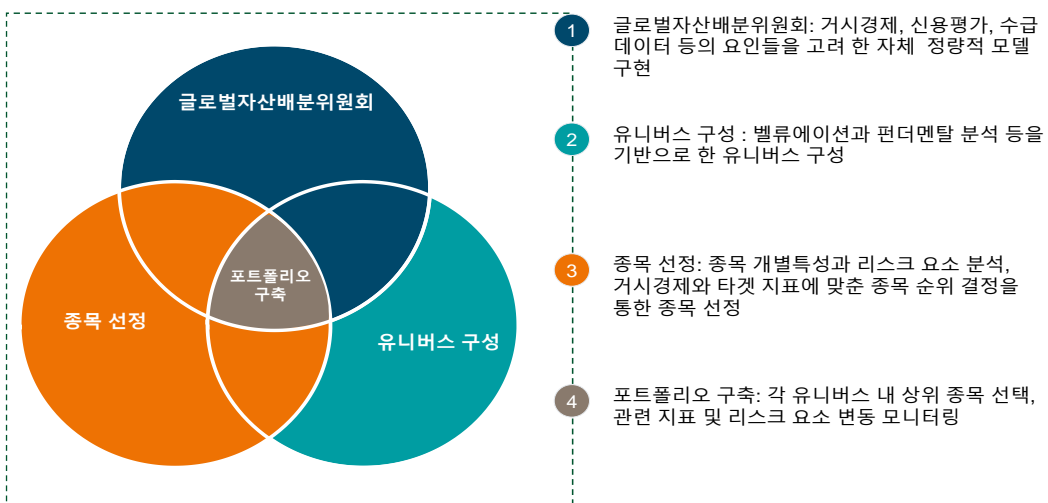 글로벌자산배분위원회
종목 선정
포트폴리오
구축
유니버스 구성
1
글로벌자산배분위원회: 거시경제, 신용평가, 수급
데이터 등의 요인들을 고려 한 자체 정량적 모델
구현
2
유니버스 구성 : 벨류에이션과 펀더멘탈 분석 등을
기반으로 한 유니버스 구성
3
종목 선정: 종목 개별특성과 리스크 요소 분석,
거시경제와 타겟 지표에 맞춘 종목 순위 결정을
통한 종목 선정
4
포트폴리오 구축: 각 유니버스 내 상위 종목 선택,
관련 지표 및 리스크 요소 변동 모니터링